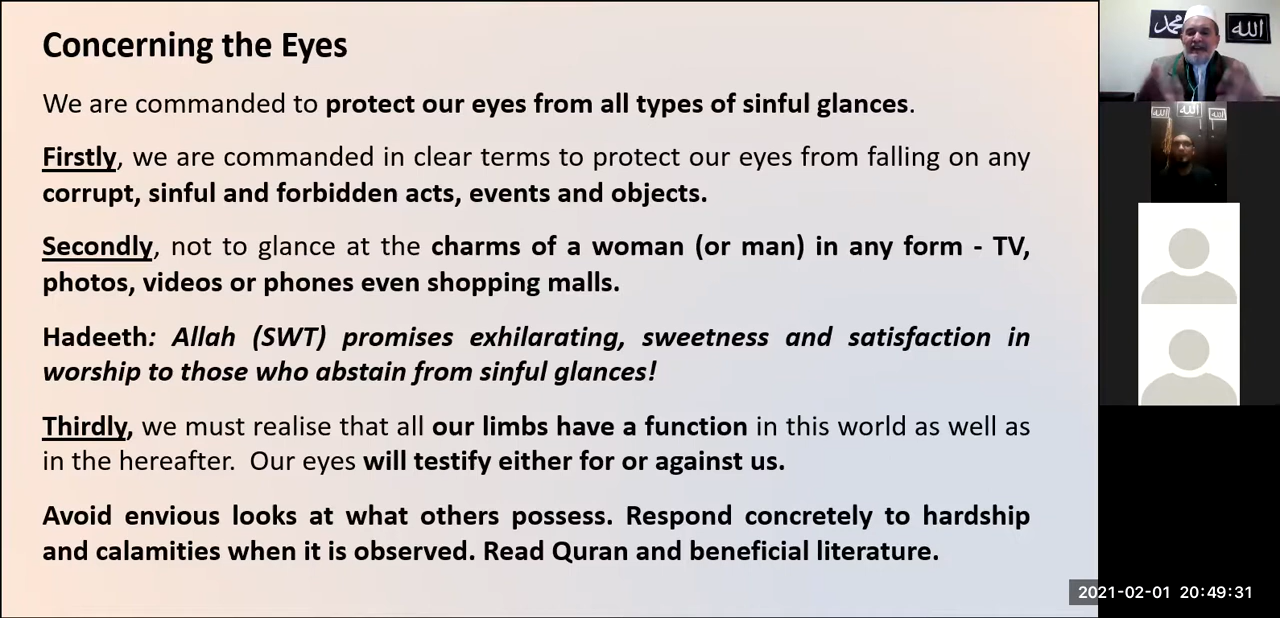 Concerning the Eyes
We are commanded to protect our eyes from all types of sinful glances.
Firstly, we are commanded in clear terms to protect our eyes from falling on any
corrupt, sinful and forbidden acts, events and objects.
Secondly, not to glance at the charms of a woman (or man) in any form - TV,
photos, videos or phones even shopping malls.
Hadeeth: Allah (SWT) promises exhilarating, sweetness and satisfaction in
worship to those who abstain from sinful glances!
Thirdly, we must realise that all our limbs have a function in this world as well as
in the hereafter. Our eyes will testify either for or against us.
Avoid envious looks at what others possess. Respond concretely to hardship
and calamities when it is observed. Read Quran and beneficial literature.
محمد
الله
الله
الله
الله
2021-02-01 20:49:31